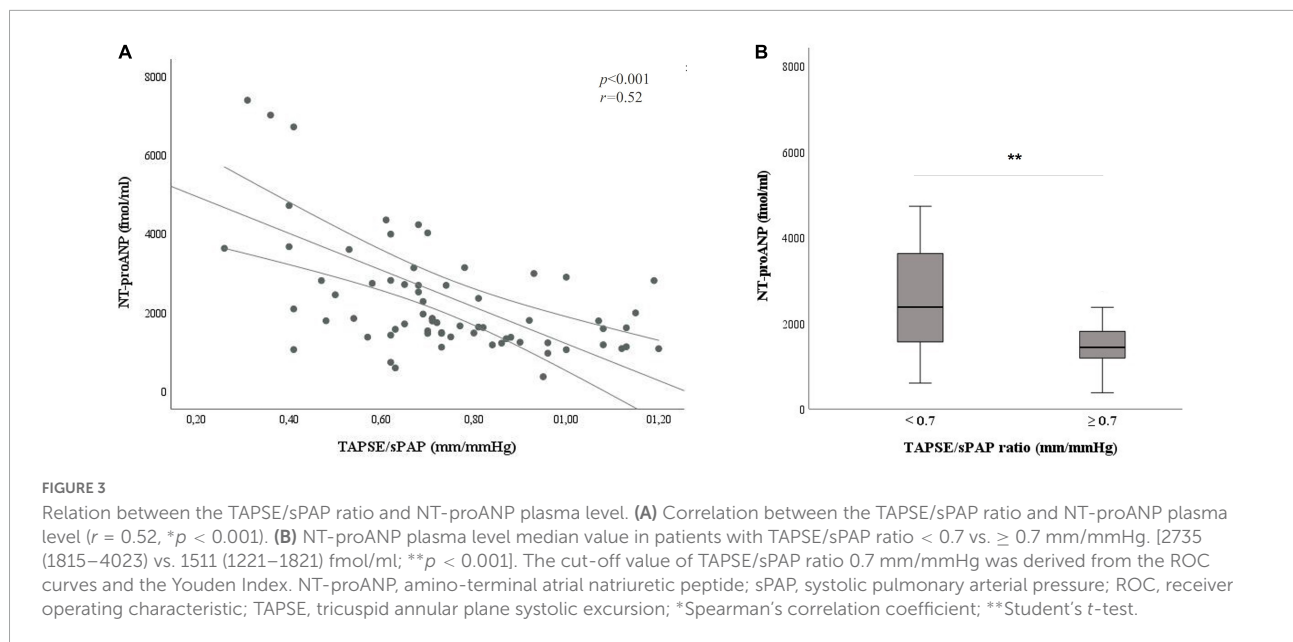 A
p<0.001
r=0.52
:
8000
6000
4000
2000
0
NT-proANP (fmol/ml)
0,20 0,40 0,60 0,80 01,00 01,20
TAPSE/sPAP (mm/mmHg)
B
8000
6000
4000
2000
0
NT-proANP (fmol/ml)
**
< 0.7 ≥ 0.7
TAPSE/sPAP ratio (mm/mmHg)
FIGURE 3
Relation between the TAPSE/sPAP ratio and NT-proANP plasma level. (A) Correlation between the TAPSE/sPAP ratio and NT-proANP plasma
level (r = 0.52, *p < 0.001). (B) NT-proANP plasma level median value in patients with TAPSE/sPAP ratio < 0.7 vs. ≥ 0.7 mm/mmHg. [2735
(1815–4023) vs. 1511 (1221–1821) fmol/ml; **p < 0.001]. The cut-off value of TAPSE/sPAP ratio 0.7 mm/mmHg was derived from the ROC
curves and the Youden Index. NT-proANP, amino-terminal atrial natriuretic peptide; sPAP, systolic pulmonary arterial pressure; ROC, receiver
operating characteristic; TAPSE, tricuspid annular plane systolic excursion; *Spearman's correlation coefficient; **Student's t-test.